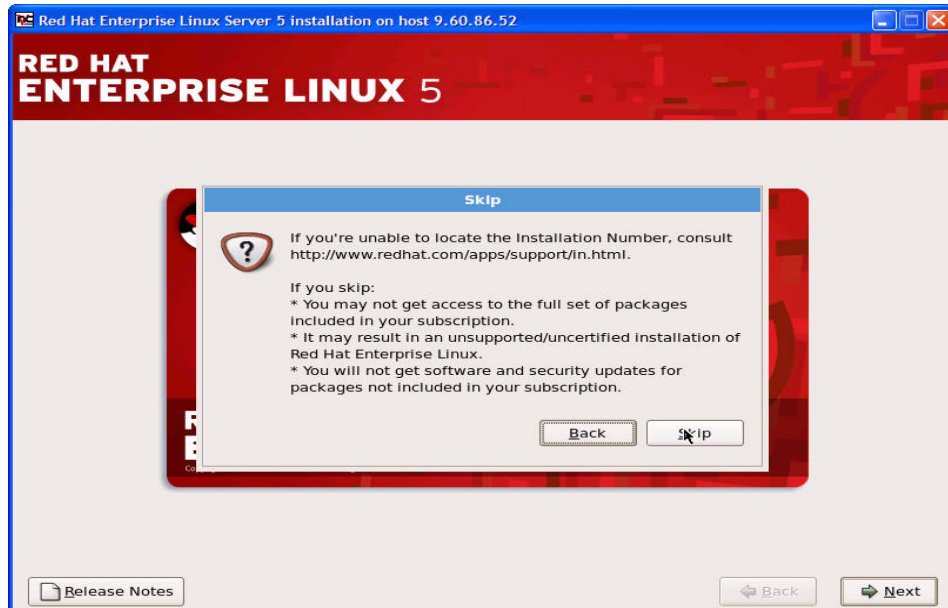 Red Hat Enterprise Linux Server 5 installation on host 9.60.86.52
RED HAT
ENTERPRISE LINUX 5
Skip
If you're unable to locate the Installation Number, consult
http://www.redhat.com/apps/support/in.html.
If you skip:
* You may not get access to the full set of packages
included in your subscription.
* It may result in an unsupported/uncertified installation of
Red Hat Enterprise Linux.
* You will not get software and security updates for
packages not included in your subscription.
Back
Skip
Release Notes
Back
Next